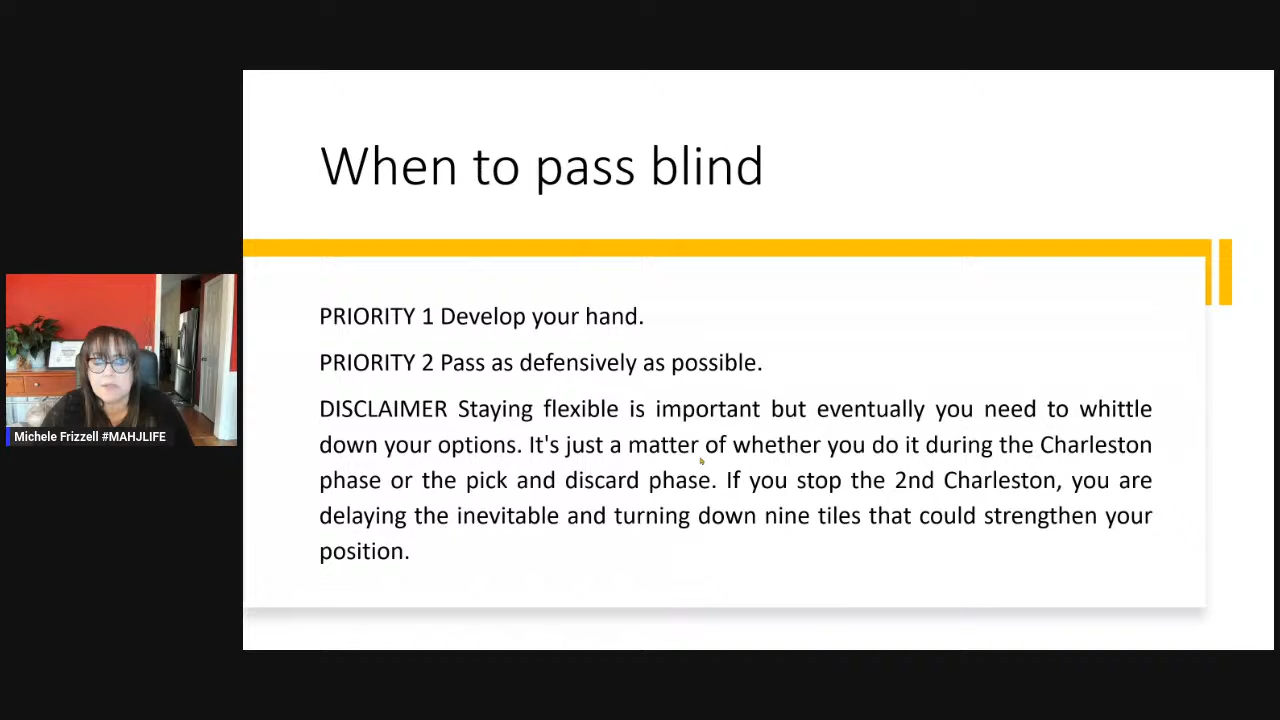 When to pass blind
PRIORITY 1 Develop your hand.
PRIORITY 2 Pass as defensively as possible.
DISCLAIMER Staying flexible is important but eventually you need to whittle
down your options. It's just a matter of whether you do it during the Charleston
phase or the pick and discard phase. If you stop the 2nd Charleston, you are
delaying the inevitable and turning down nine tiles that could strengthen your
position.
Michele Frizzell #MAHJLIFE